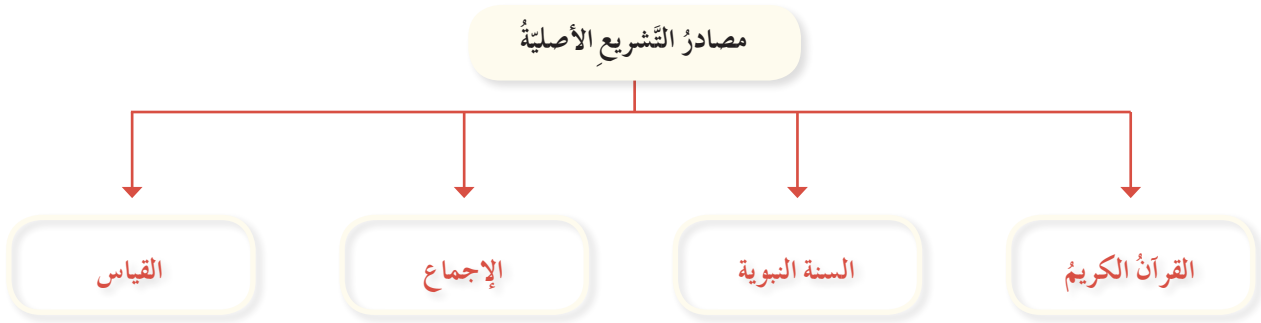 مصادرُ التَّشريعِ الأصليّةُ
القرآنُ الكريمُ
السنة النبوية
الإجماع
القياس